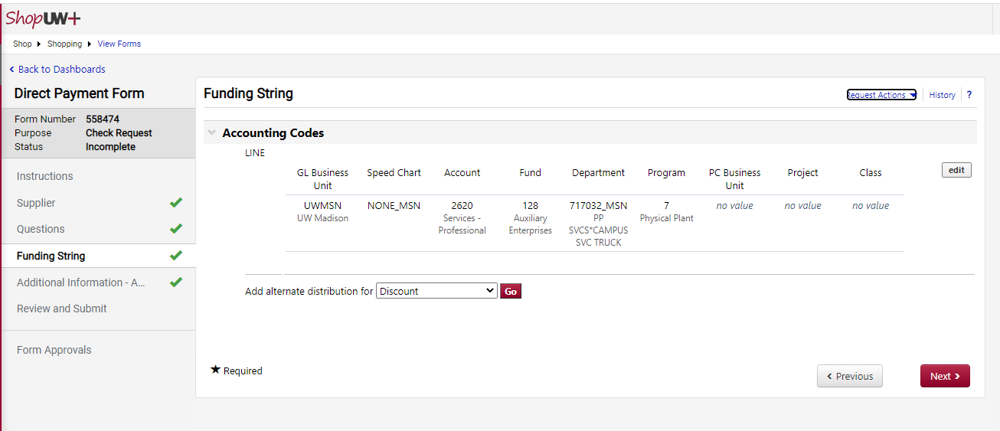 ShopUW+
Shop Shopping View Forms
Back to Dashboards
Direct Payment Form
Form Number 558474
Purpose Check Request
Status Incomplete
Instructions
Supplier
Questions
Funding String
Additional Information - A...
Review and Submit
Form Approvals
Funding String
Request Actions History ?
Accounting Codes
LINE
GL Business Unit Speed Chart Account Fund Department Program PC Business Unit Project Class
edit
UWMSN NONE_MSN 2620 128 717032_MSN 7 no value no value no value
UW Madison Services - Auxiliary PP Physical Plant
Professional Enterprises SVCS*CAMPUS
SVC TRUCK
Add alternate distribution for Discount Go
★ Required
Previous Next